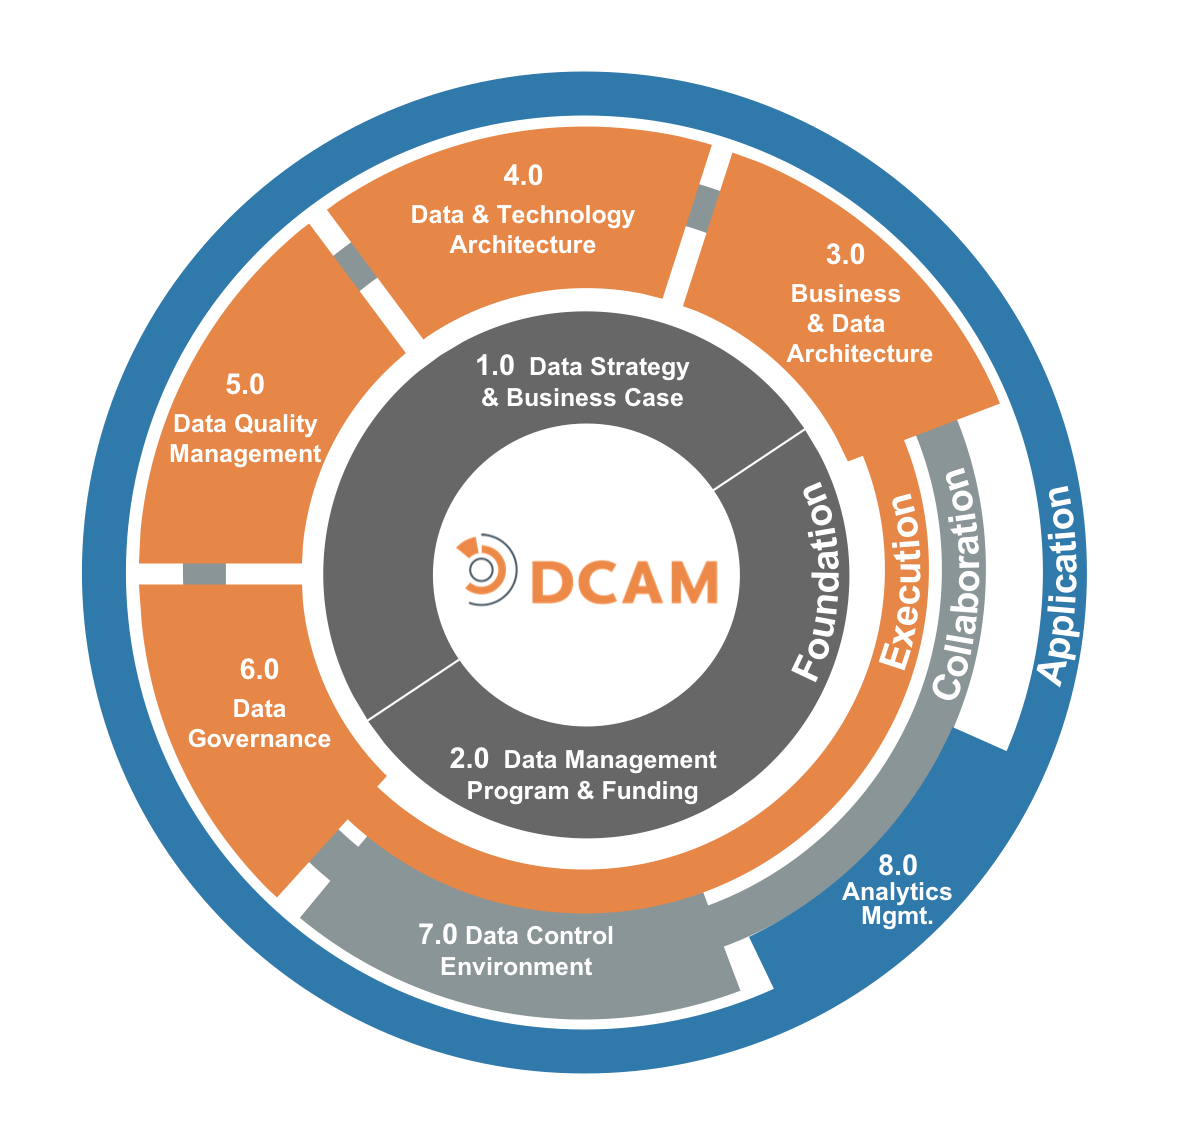 4.0
Data & Technology
Architecture
3.0
Business
& Data
Architecture
5.0
Data Quality
Management
1.0 Data Strategy
& Business Case
DCAM
Foundation
Execution
Collaboration
Application
6.0
Data
Governance
2.0 Data Management
Program & Funding
8.0
Analytics
Mgmt.
7.0 Data Control
Environment